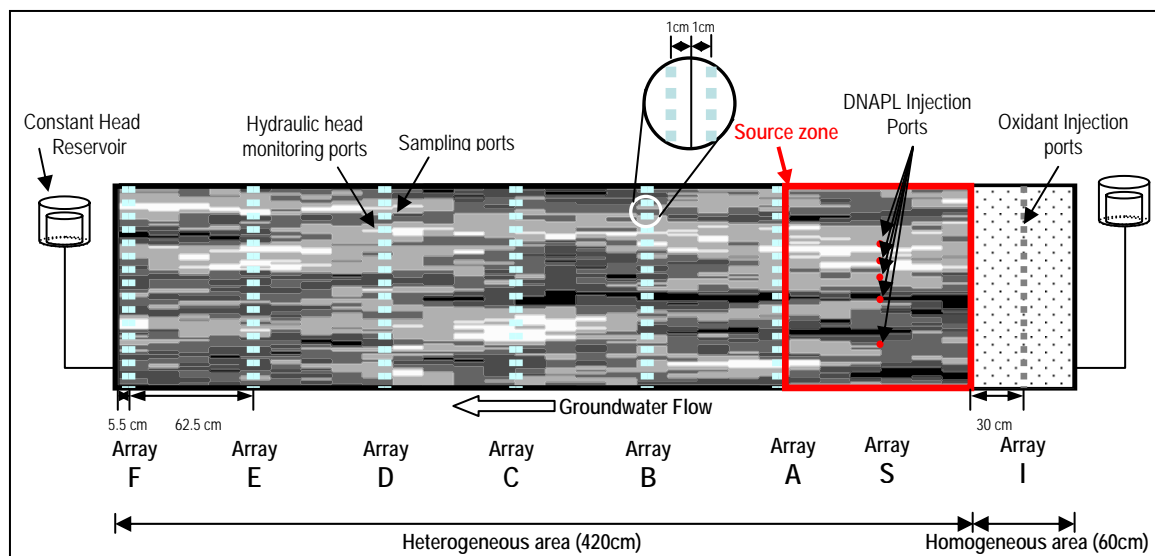 1cm 1cm
Constant Head
Reservoir
Hydraulic head
monitoring ports
Sampling ports
Source zone
DNAPL Injection
Ports
Oxidant Injection
ports
Groundwater Flow
5.5 cm
62.5 cm
30 cm
Array
F
Array
E
Array
D
Array
C
Array
B
Array
A
Array
S
Array
I
Heterogeneous area (420cm)
Homogeneous area (60cm)